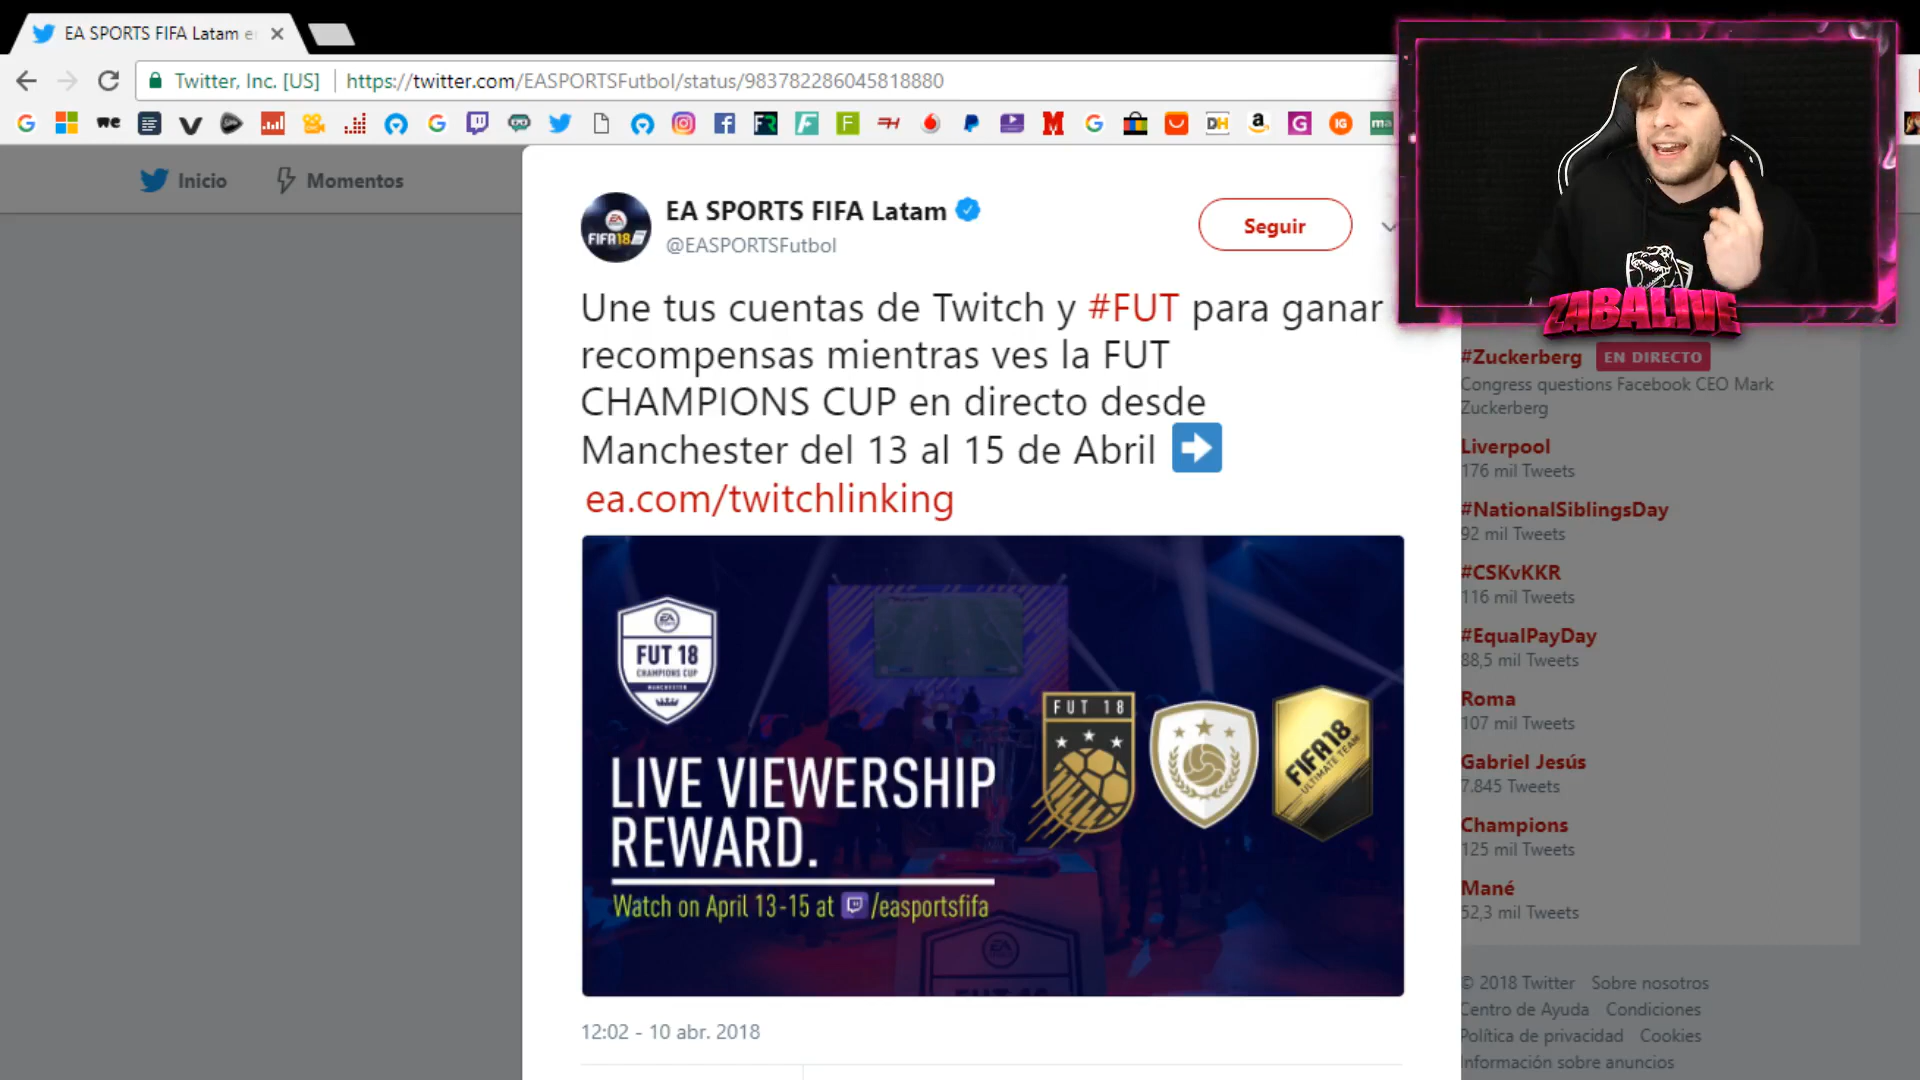 EA SPORTS FIFA Latam e
Twitter, Inc. [US]
https://twitter.com/EASPORTSFutbol/status/983782286045818880
Inicio
Momentos
EA SPORTS FIFA Latam
@EASPORTSFutbol
Seguir
Une tus cuentas de Twitch y #FUT para ganar
recompensas mientras ves la FUT
CHAMPIONS CUP en directo desde
Manchester del 13 al 15 de Abril
ea.com/twitchlinking
FUT 18
CHAMPIONS CUP
MANCHESTER
LIVE VIEWERSHIP
REWARD.
Watch on April 13-15 at /easportsfifa
FUT 18
FIFA18
ULTIMATE TEAM
12:02 - 10 abr. 2018
ZABALIVE
#Zuckerberg EN DIRECTO
Congress questions Facebook CEO Mark
Zuckerberg
Liverpool
176 mil Tweets
#NationalSiblingsDay
92 mil Tweets
#CSKvKKR
116 mil Tweets
#EqualPayDay
88,5 mil Tweets
Roma
107 mil Tweets
Gabriel Jesús
7.845 Tweets
Champions
125 mil Tweets
Mané
52,3 mil Tweets
© 2018 Twitter Sobre nosotros
Centro de Ayuda Condiciones
Política de privacidad Cookies
Información sobre anuncios